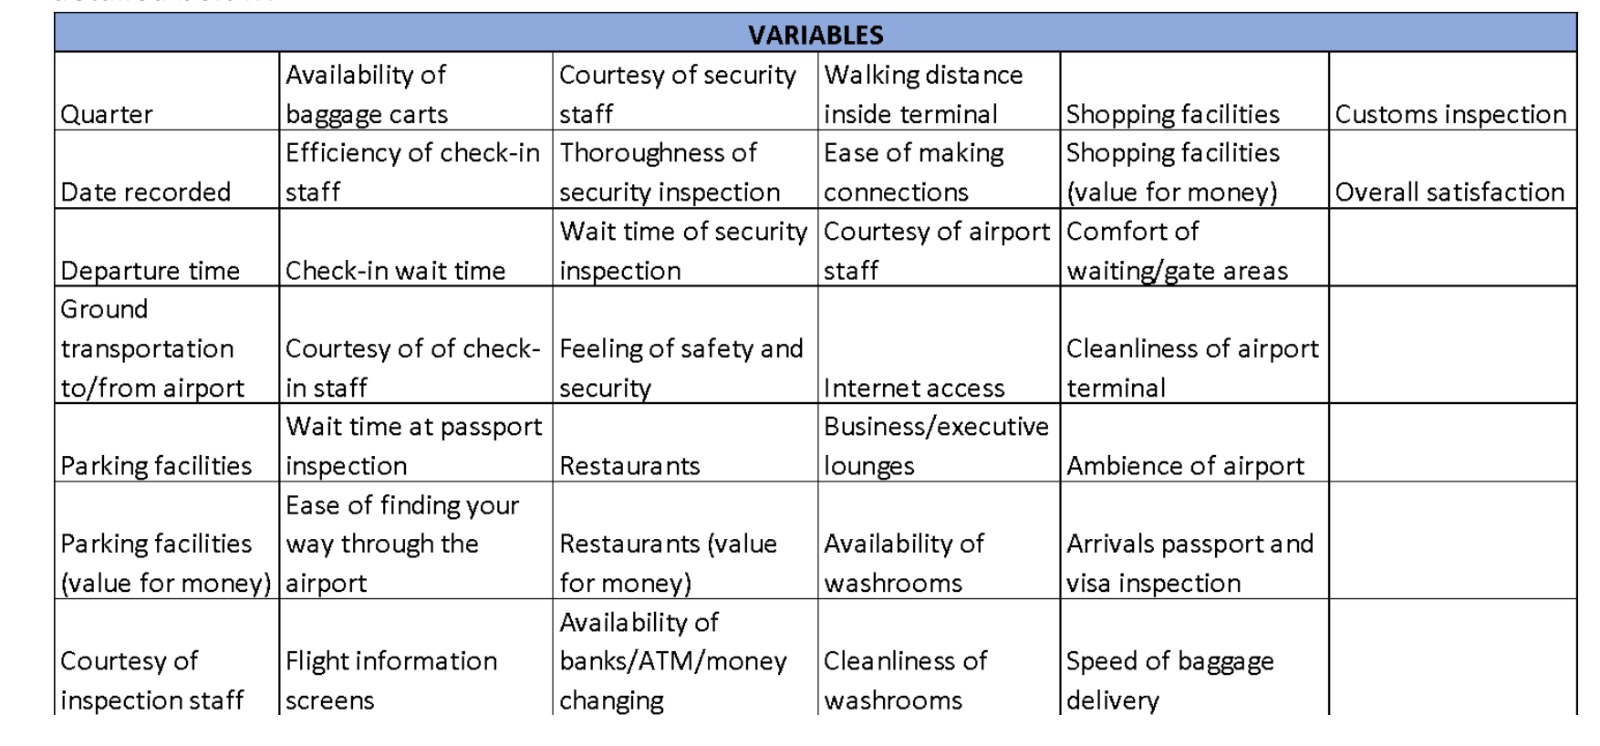 VARIABLES
Quarter
Availability of
baggage carts
Courtesy of security
staff
Walking distance
inside terminal
Shopping facilities
Customs inspection
Date recorded
Efficiency of check-in
staff
Thoroughness of
security inspection
Ease of making
connections
Shopping facilities
(value for money)
Overall satisfaction
Departure time
Check-in wait time
Wait time of security
inspection
Courtesy of airport
staff
Comfort of
waiting/gate areas
Ground
transportation
to/from airport
Courtesy of of check-
in staff
Feeling of safety and
security
Internet access
Cleanliness of airport
terminal
Parking facilities
Wait time at passport
inspection
Restaurants
Business/executive
lounges
Ambience of airport
Parking facilities
(value for money)
Ease of finding your
way through the
airport
Restaurants (value
for money)
Availability of
washrooms
Arrivals passport and
visa inspection
Courtesy of
inspection staff
Flight information
screens
Availability of
banks/ATM/money
changing
Cleanliness of
washrooms
Speed of baggage
delivery